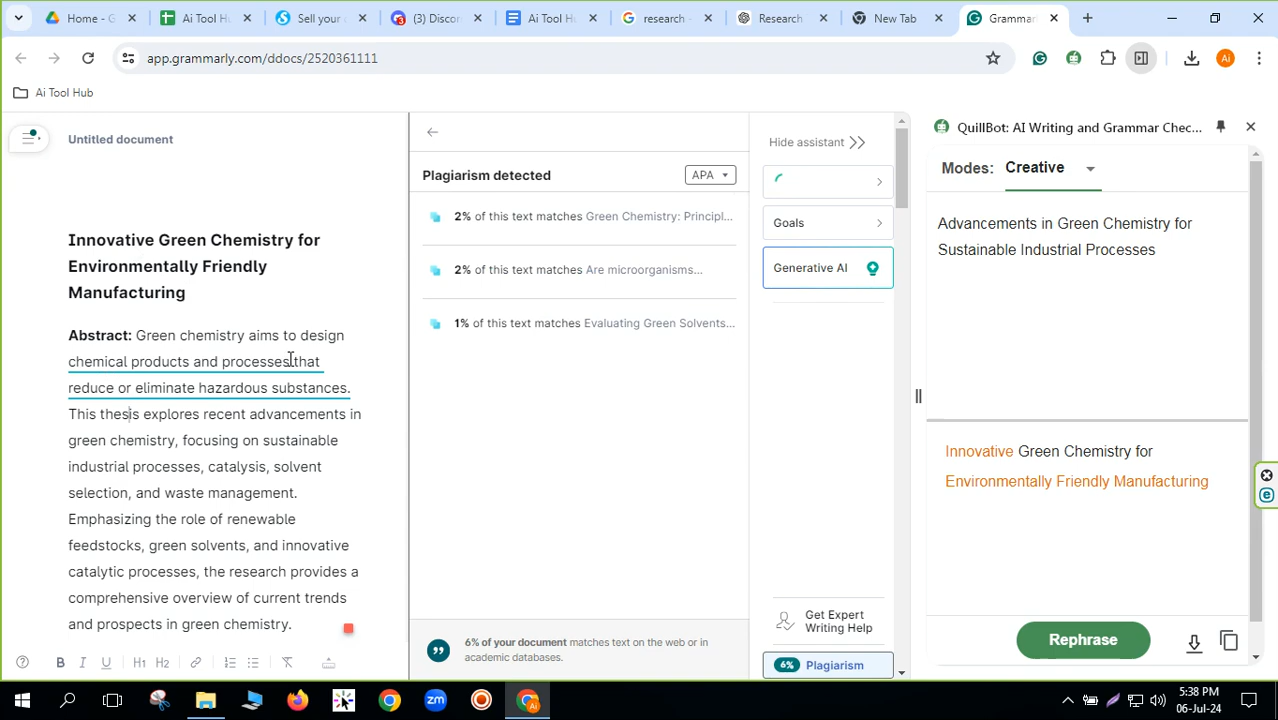 Home - G
Ai Tool H
Sell your
(3) Discor
Ai Tool H
research -
Research
New Tab
Grammar
app.grammarly.com/ddocs/2520361111
Ai
Ai Tool Hub
Untitled document
Innovative Green Chemistry for
Environmentally Friendly
Manufacturing
Abstract: Green chemistry aims to design
chemical products and processes that
reduce or eliminate hazardous substances.
This thesis explores recent advancements in
green chemistry, focusing on sustainable
industrial processes, catalysis, solvent
selection, and waste management.
Emphasizing the role of renewable
feedstocks, green solvents, and innovative
catalytic processes, the research provides a
comprehensive overview of current trends
and prospects in green chemistry.
B I U H1 H2
Plagiarism detected
APA
2% of this text matches Green Chemistry: Principl...
2% of this text matches Are microorganisms...
1% of this text matches Evaluating Green Solvents...
6% of your document matches text on the web or in
academic databases.
Hide assistant
Goals
Generative AI
Get Expert
Writing Help
6% Plagiarism
QuillBot: AI Writing and Grammar Chec...
Modes: Creative
Advancements in Green Chemistry for
Sustainable Industrial Processes
Innovative Green Chemistry for
Environmentally Friendly Manufacturing
Rephrase
zm
5:38 PM
06-Jul-24